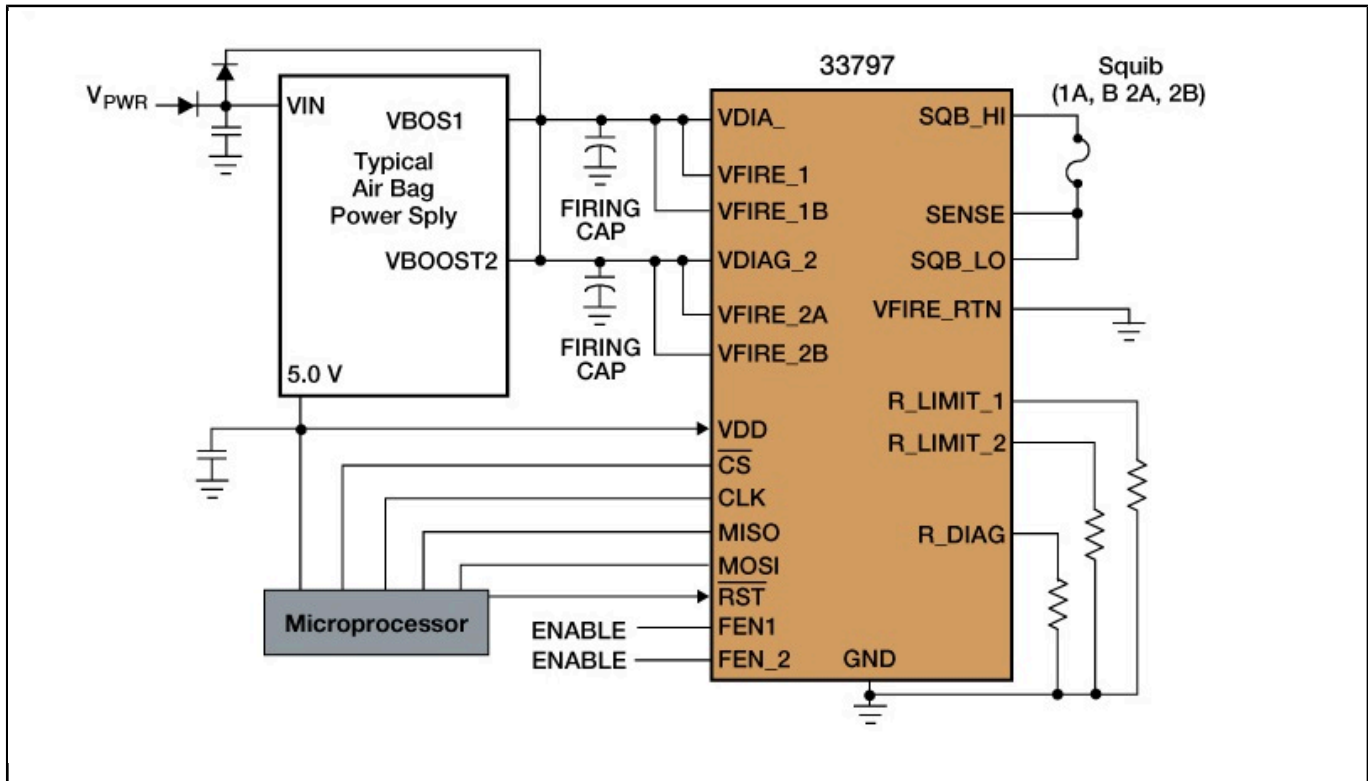 33797
Squib
(1A, B 2A, 2B)
VPWR
VIN
VBOS1
Typical
Air Bag
Power Sply
VBOOST2
5.0 V
FIRING
CAP
FIRING
CAP
VDIA_
VFIRE_1
VFIRE_1B
VDIAG_2
VFIRE_2A
VFIRE_2B
VDD
CS
CLK
MISO
MOSI
RST
FEN1
FEN_2
GND
SQB_HI
SENSE
SQB_LO
VFIRE_RTN
R_LIMIT_1
R_LIMIT_2
R_DIAG
Microprocessor
ENABLE
ENABLE